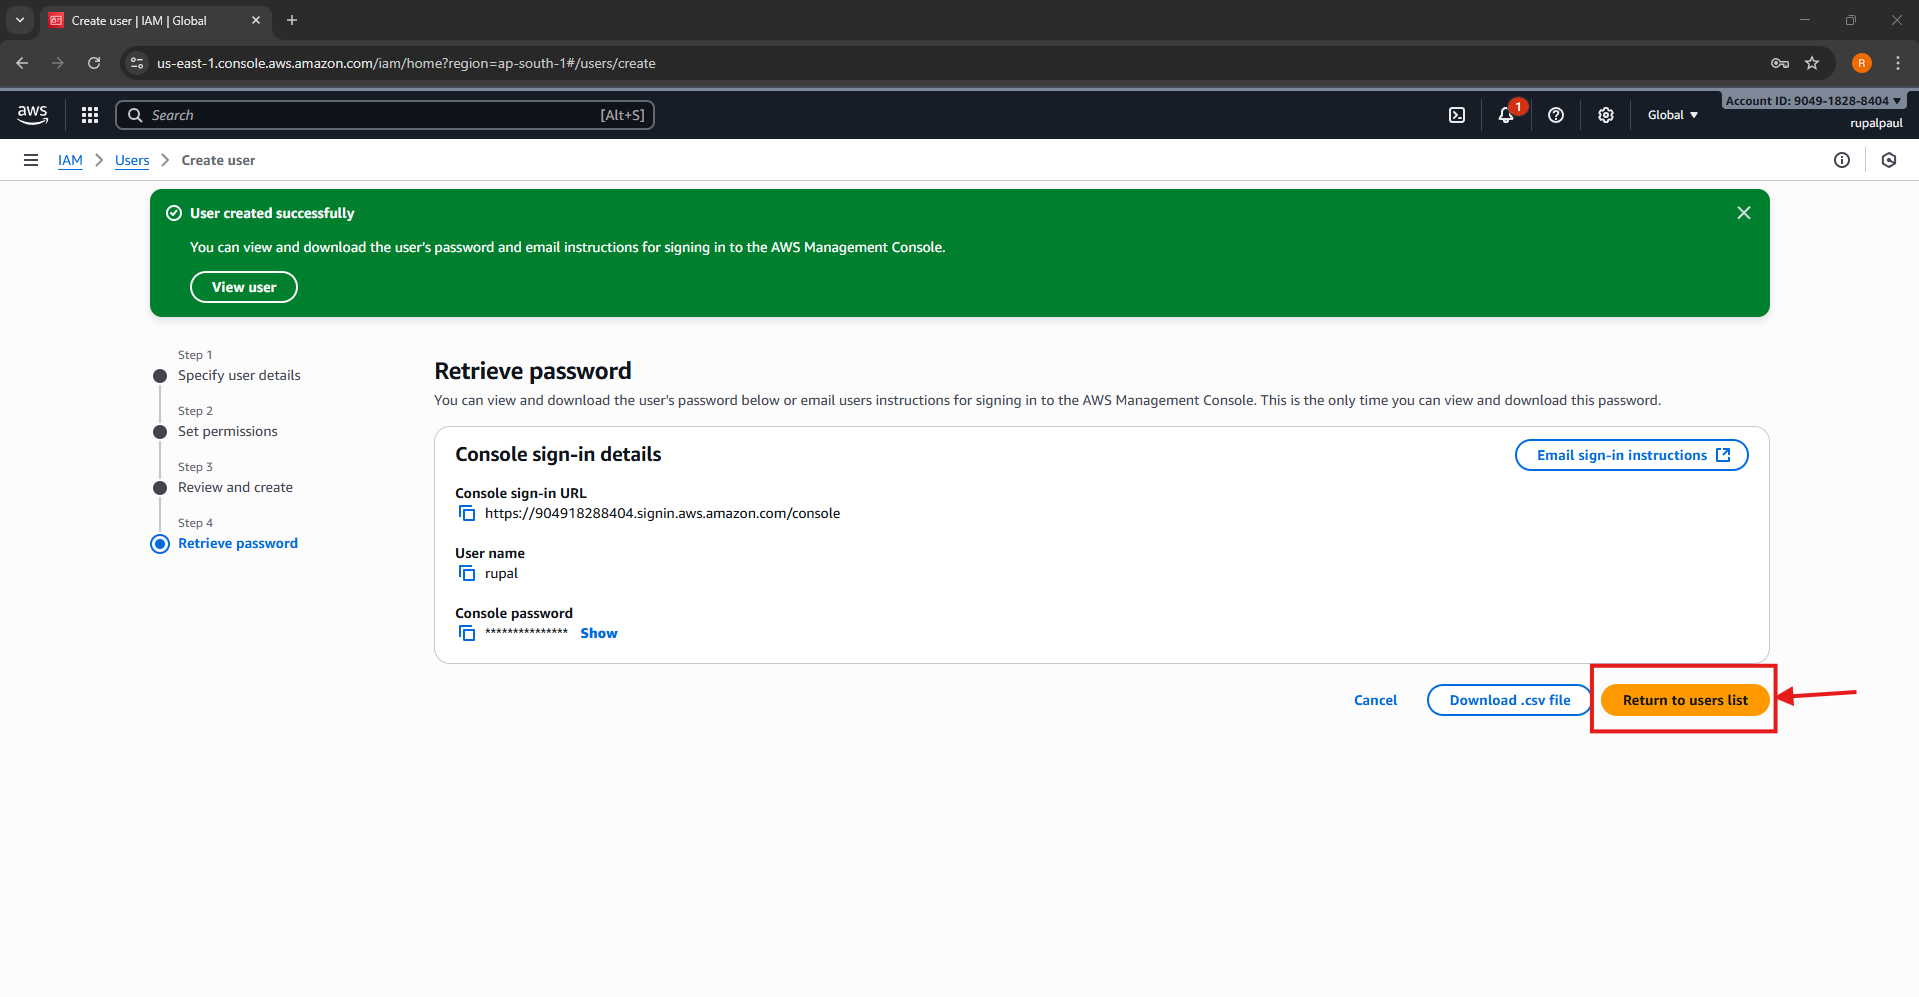 Create user | IAM | Global
us-east-1.console.aws.amazon.com/iam/home?region=ap-south-1#/users/create
R
aws
Search
[Alt+S]
1
Global
Account ID: 9049-1828-8404
rupalpaul
IAM
Users
Create user
User created successfully
You can view and download the user's password and email instructions for signing in to the AWS Management Console.
View user
Step 1
Specify user details
Step 2
Set permissions
Step 3
Review and create
Step 4
Retrieve password
Retrieve password
You can view and download the user's password below or email users instructions for signing in to the AWS Management Console. This is the only time you can view and download this password.
Console sign-in details
Email sign-in instructions
Console sign-in URL
https://904918288404.signin.aws.amazon.com/console
User name
rupal
Console password
*************** Show
Cancel
Download .csv file
Return to users list